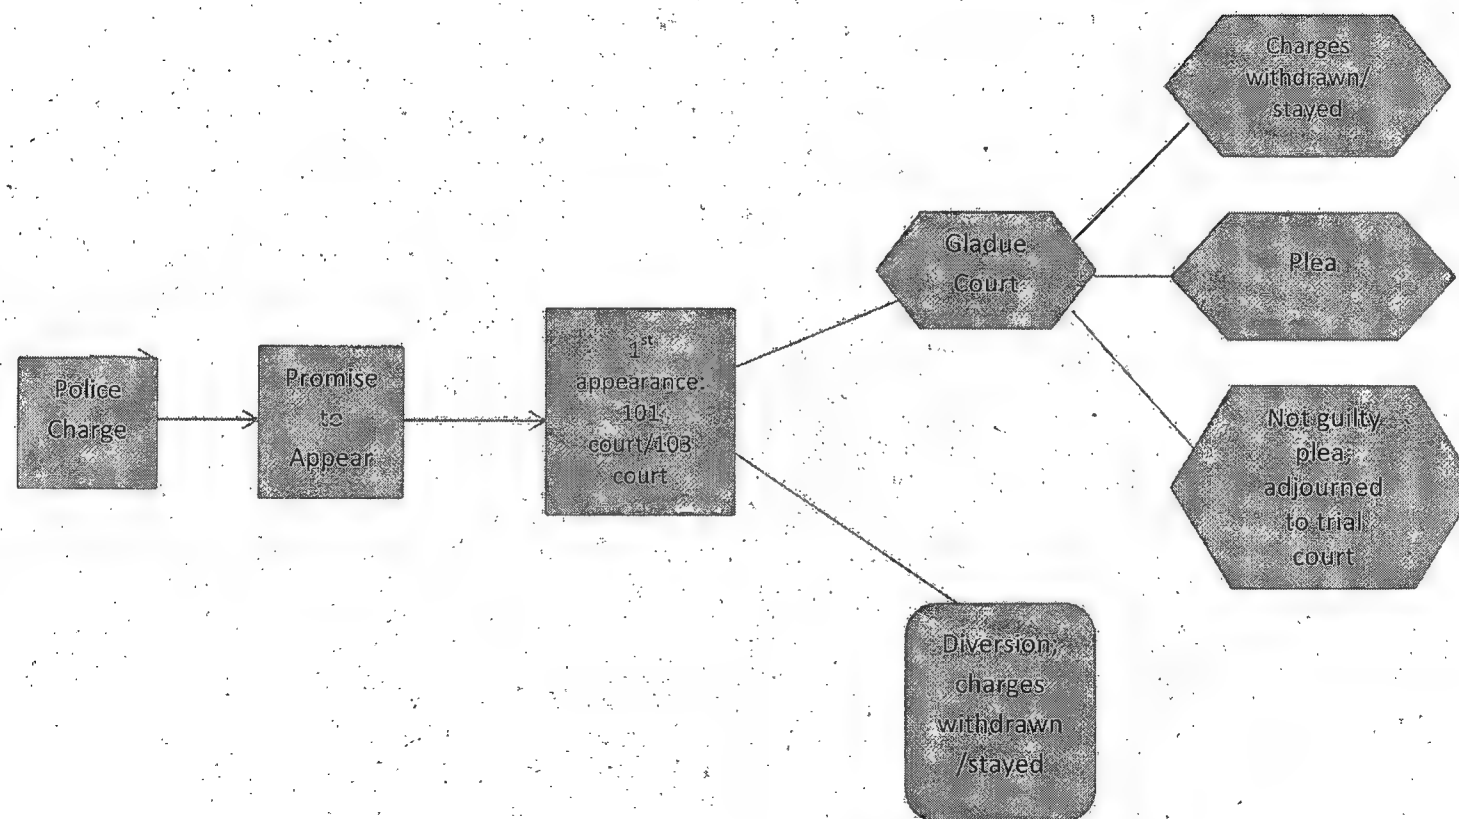 Police
Charge
Promise
to
Appear
1st
appearance:
101
court/103
court
Gladue
Court
Charges
withdrawn/
stayed
Plea
Not guilty
plea;
adjourned
to trial
court
Diversion;
charges
withdrawn
/stayed